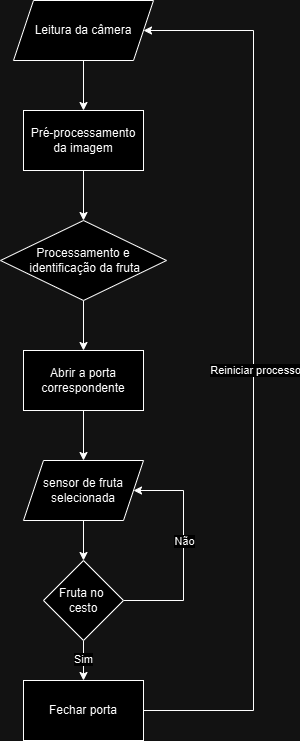 Leitura da câmera
Pré-processamento
da imagem
Processamento e
identificação da fruta
Abrir a porta
correspondente
Reiniciar processo
sensor de fruta
selecionada
Não
Fruta no
cesto
Sim
Fechar porta